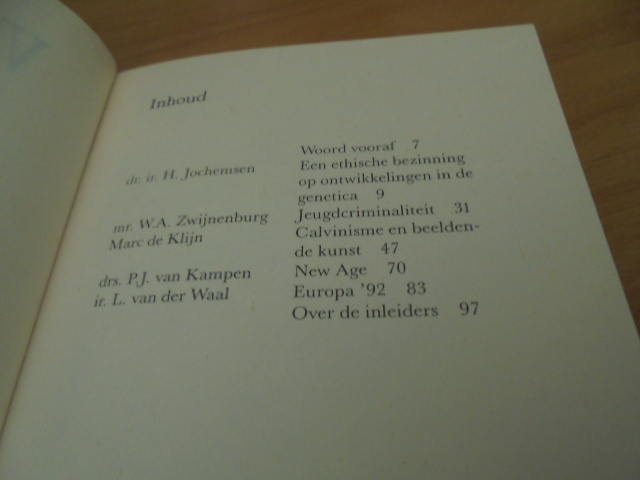 Inhoud
Woord vooraf 7
dr. ir. H. Jochemsen Een ethische bezinning
op ontwikkelingen in de
genetica 9
mr. W.A. Zwijnenburg Jeugdcriminaliteit 31
Marc de Klijn Calvinisme en beelden-
de kunst 47
drs. P.J. van Kampen New Age 70
ir. L. van der Waal Europa '92 83
Over de inleiders 97